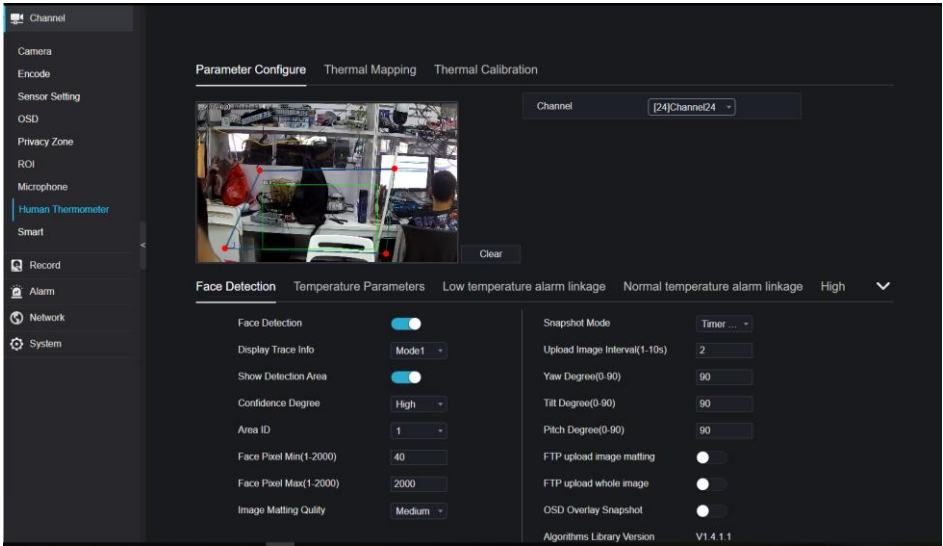 Channel
Camera
Encode
Sensor Setting
OSD
Privacy Zone
ROI
Microphone
Human Thermometer
Smart
Record
Alarm
Network
System
Parameter Configure Thermal Mapping Thermal Calibration
Channel [24]Channel24
Clear
Face Detection Temperature Parameters Low temperature alarm linkage Normal temperature alarm linkage High
Face Detection
Display Trace Info Mode1
Show Detection Area
Confidence Degree High
Area ID 1
Face Pixel Min(1-2000) 40
Face Pixel Max(1-2000) 2000
Image Matting Qulity Medium
Snapshot Mode Timer ...
Upload Image Interval(1-10s) 2
Yaw Degree(0-90) 90
Tilt Degree(0-90) 90
Pitch Degree(0-90) 90
FTP upload image matting
FTP upload whole image
OSD Overlay Snapshot
Algorithms Library Version V1.4.1.1